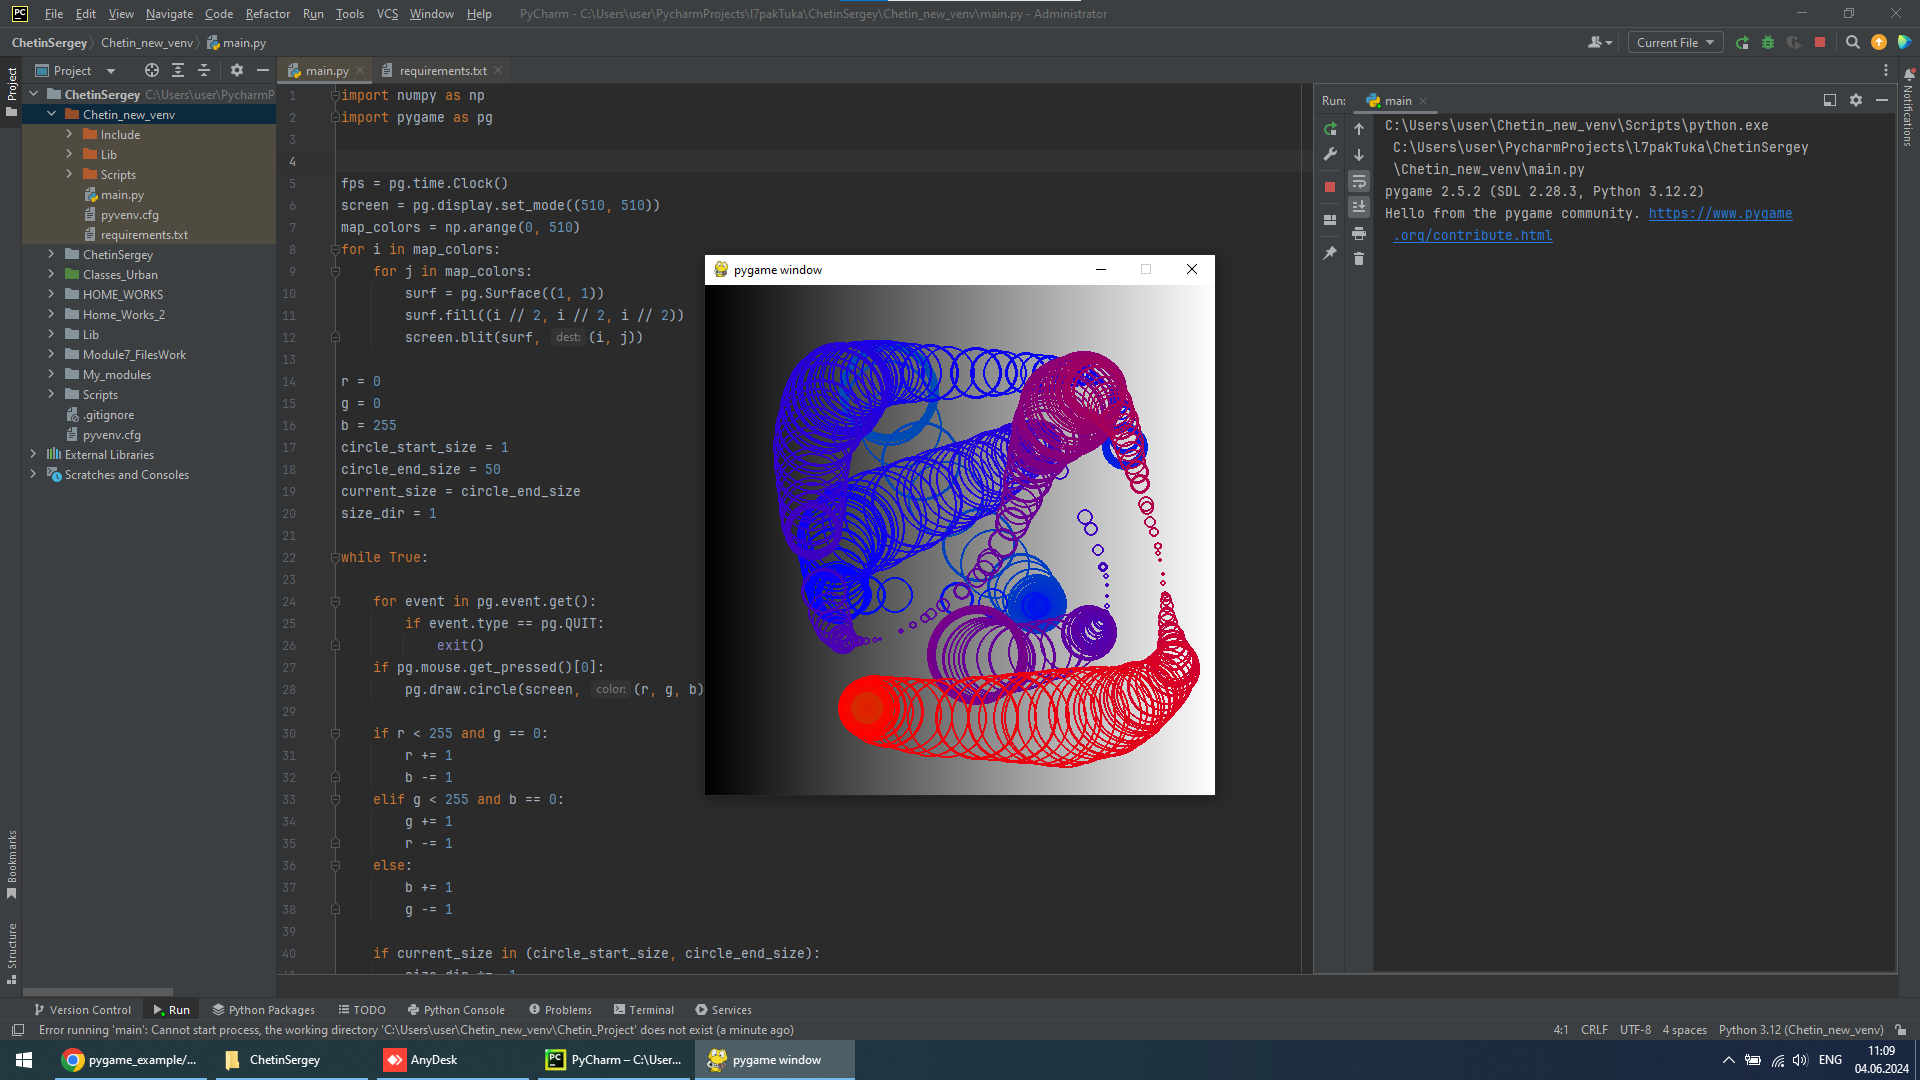 PC File Edit View Navigate Code Refactor Run Tools VCS Window Help PyCharm - C:\Users\user\PycharmProjects\l7pakTuka\ChetinSergey\Chetin_new_venv\main.py - Administrator
ChetinSergey Chetin_new_venv main.py Current File
Project
Project
main.py requirements.txt
Notifications
ChetinSergey C:\Users\user\PycharmP
Chetin_new_venv
Include
Lib
Scripts
main.py
pyvenv.cfg
requirements.txt
ChetinSergey
Classes_Urban
HOME_WORKS
Home_Works_2
Lib
Module7_FilesWork
My_modules
Scripts
.gitignore
pyvenv.cfg
External Libraries
Scratches and Consoles
1 import numpy as np
2 import pygame as pg
3
4
5 fps = pg.time.Clock()
6 screen = pg.display.set_mode((510, 510))
7 map_colors = np.arange(0, 510)
8 for i in map_colors:
9 for j in map_colors:
10 surf = pg.Surface((1, 1))
11 surf.fill((i // 2, i // 2, i // 2))
12 screen.blit(surf, dest: (i, j))
13
14 r = 0
15 g = 0
16 b = 255
17 circle_start_size = 1
18 circle_end_size = 50
19 current_size = circle_end_size
20 size_dir = 1
21
22 while True:
23
24 for event in pg.event.get():
25 if event.type == pg.QUIT:
26 exit()
27 if pg.mouse.get_pressed()[0]:
28 pg.draw.circle(screen, color: (r, g, b)
29
30 if r < 255 and g == 0:
31 r += 1
32 b -= 1
33 elif g < 255 and b == 0:
34 g += 1
35 r -= 1
36 else:
37 b += 1
38 g -= 1
39
40 if current_size in (circle_start_size, circle_end_size):
pygame window
Run: main
C:\Users\user\Chetin_new_venv\Scripts\python.exe
C:\Users\user\PycharmProjects\l7pakTuka\ChetinSergey
\Chetin_new_venv\main.py
pygame 2.5.2 (SDL 2.28.3, Python 3.12.2)
Hello from the pygame community. https://www.pygame
.org/contribute.html
Bookmarks
Structure
Version Control Run Python Packages TODO Python Console Problems Terminal Services
Error running 'main': Cannot start process, the working directory 'C:\Users\user\Chetin_new_venv\Chetin_Project' does not exist (a minute ago) 4:1 CRLF UTF-8 4 spaces Python 3.12 (Chetin_new_venv)
pygame_example/... ChetinSergey AnyDesk PyCharm – C:\User... pygame window ENG 11:09
04.06.2024